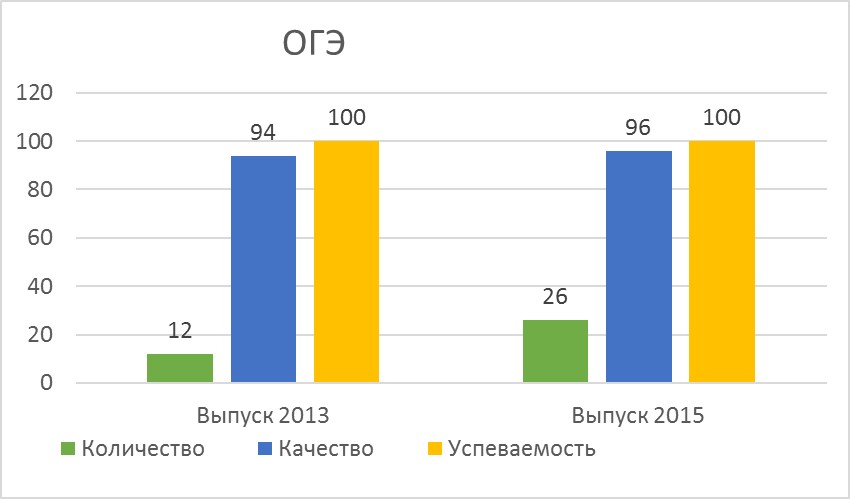 ОГЭ
120
100
80
60
40
20
0
12
94
100
26
96
100
Выпуск 2013
Выпуск 2015
Количество
Качество
Успеваемость